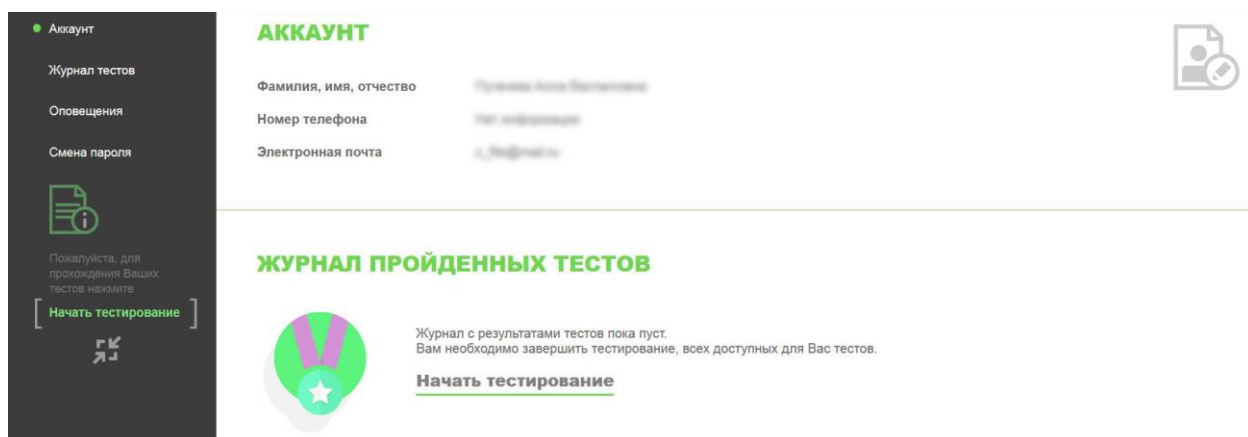 Аккаунт
Журнал тестов
Оповещения
Смена пароля
Пожалуйста, для
прохождения Ваших
тестов нажмите
Начать тестирование
АККАУНТ
Фамилия, имя, отчество
Номер телефона
Электронная почта
ЖУРНАЛ ПРОЙДЕННЫХ ТЕСТОВ
Журнал с результатами тестов пока пуст.
Вам необходимо завершить тестирование, всех доступных для Вас тестов.
Начать тестирование